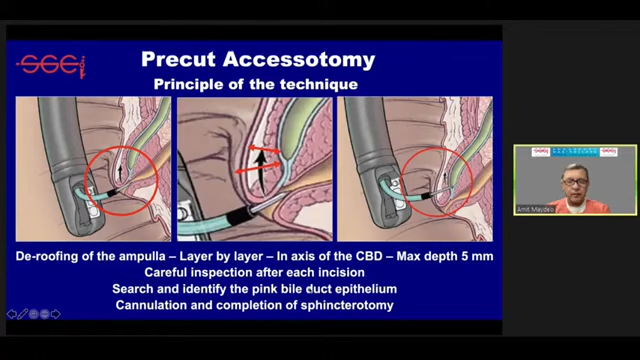 SGEI
Precut Accessotomy
Principle of the technique
De-roofing of the ampulla – Layer by layer – In axis of the CBD – Max depth 5 mm
Careful inspection after each incision
Search and identify the pink bile duct epithelium
Cannulation and completion of sphincterotomy
Amit Maydeo